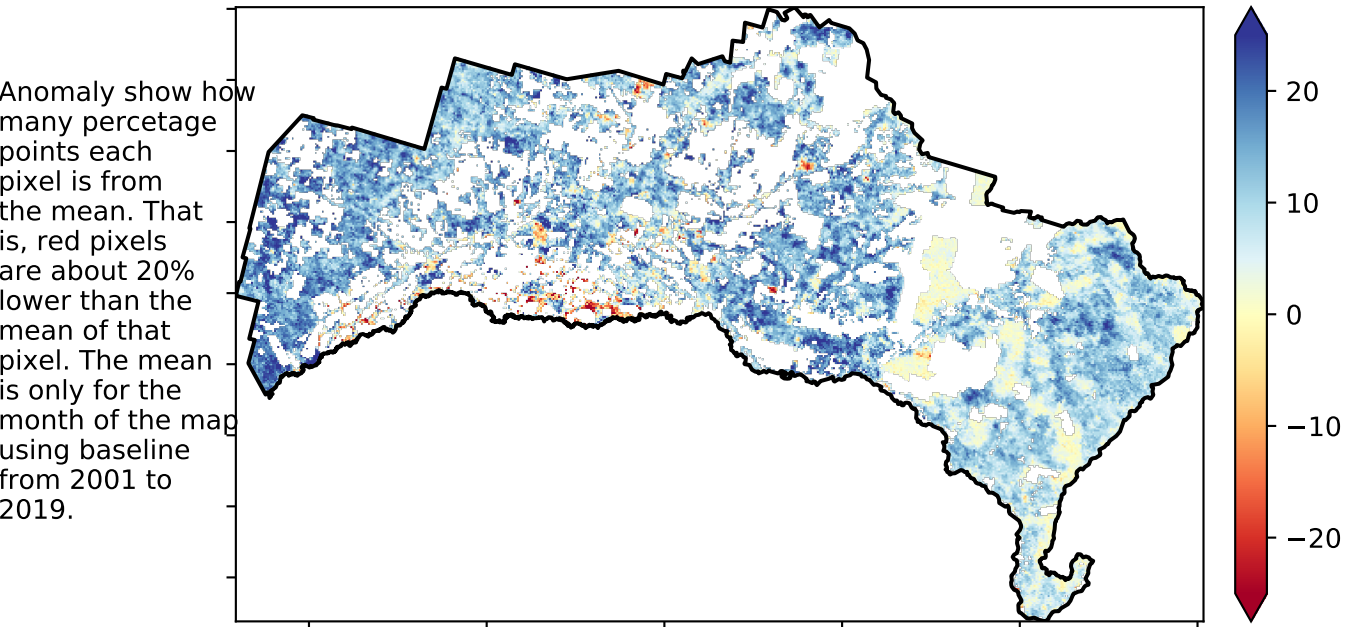 Anomaly show how
many percetage
points each
pixel is from
the mean. That
is, red pixels
are about 20%
lower than the
mean of that
pixel. The mean
is only for the
month of the map
using baseline
from 2001 to
2019.
20
10
0
−10
−20